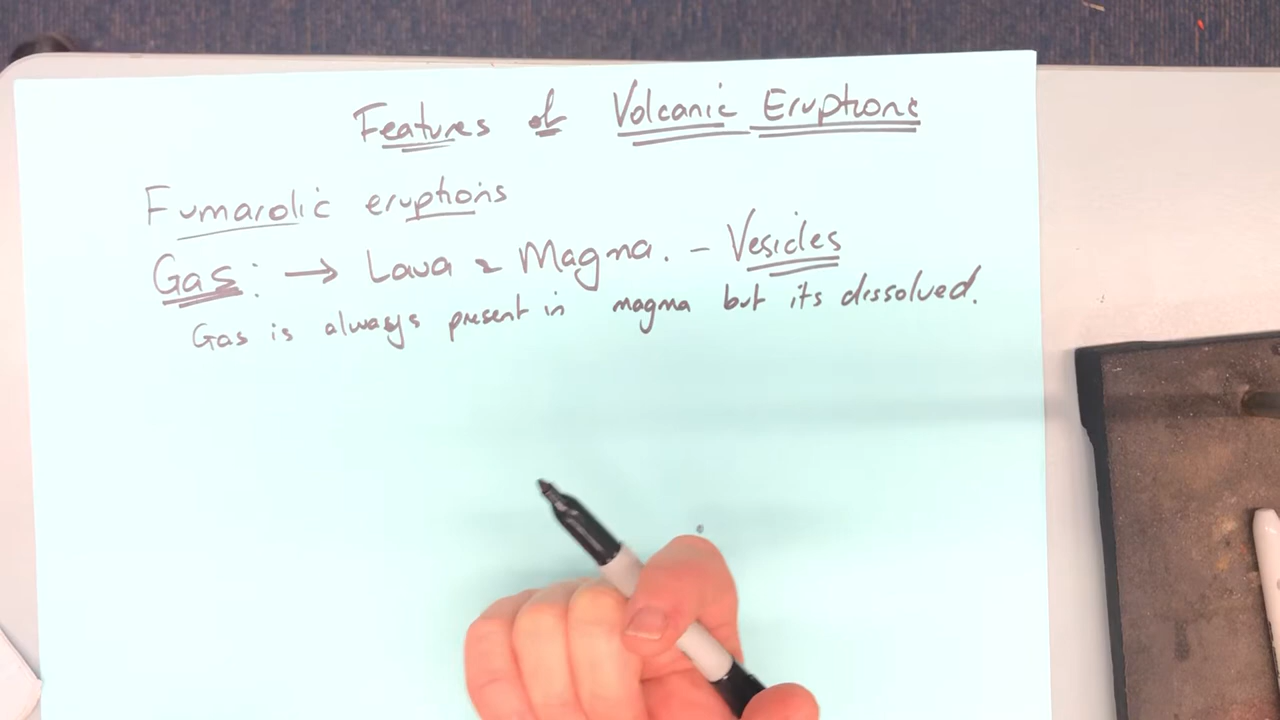 Features of Volcanic Eruptions
Fumarolic eruptions
Gas: → Lava & Magma. - Vesicles
Gas is always present in magma but its dissolved.